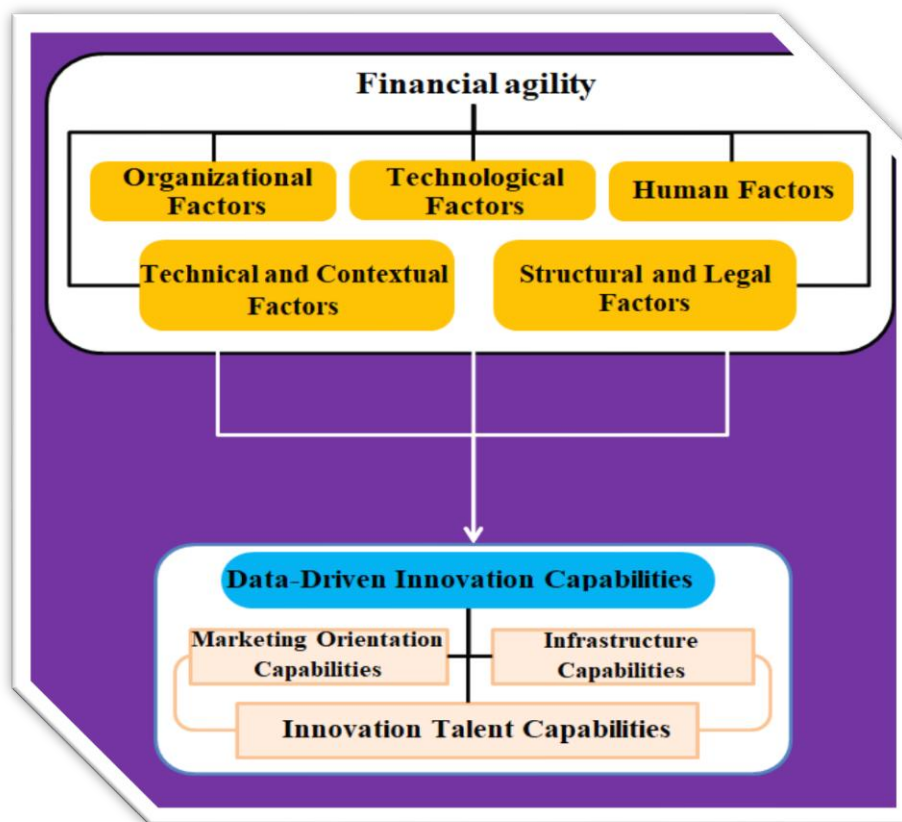 Financial agility
Organizational
Factors
Technological
Factors
Human Factors
Technical and Contextual
Factors
Structural and Legal
Factors
Data-Driven Innovation Capabilities
Marketing Orientation
Capabilities
Infrastructure
Capabilities
Innovation Talent Capabilities